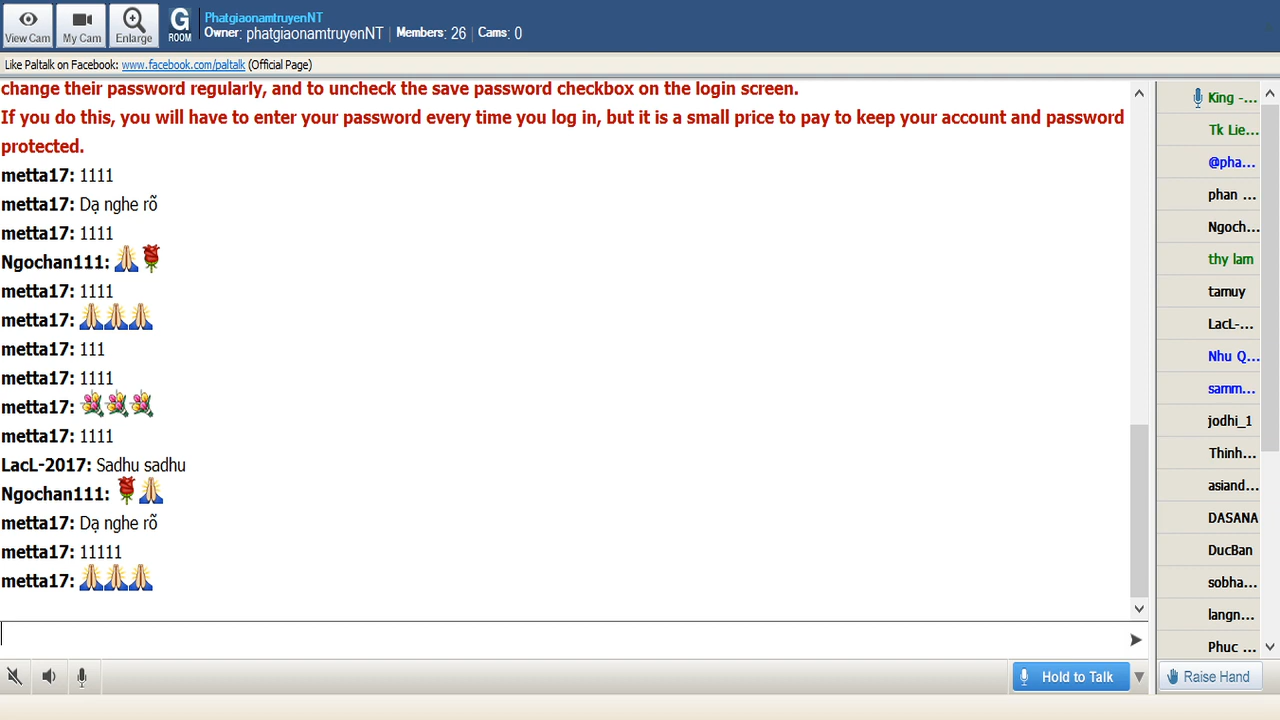 View Cam
My Cam
Enlarge
G
ROOM
PhatgiaonamtruyenNT
Owner: phatgiaonamtruyenNT | Members: 26 | Cams: 0
Like Paltalk on Facebook: www.facebook.com/paltalk (Official Page)
change their password regularly, and to uncheck the save password checkbox on the login screen.
If you do this, you will have to enter your password every time you log in, but it is a small price to pay to keep your account and password
protected.
metta17: 1111
metta17: Dạ nghe rõ
metta17: 1111
Ngochan111: 🙏🌹
metta17: 1111
metta17: 🙏🙏🙏
metta17: 111
metta17: 1111
metta17: 💐💐💐
metta17: 1111
LacL-2017: Sadhu sadhu
Ngochan111: 🌹🙏
metta17: Dạ nghe rõ
metta17: 11111
metta17: 🙏🙏🙏
King -...
Tk Lie...
@pha...
phan ...
Ngoch...
thy lam
tamuy
LacL-...
Nhu Q...
samm...
jodhi_1
Thinh...
asiand...
DASANA
DucBan
sobha...
langn...
Phuc ...
Hold to Talk
Raise Hand